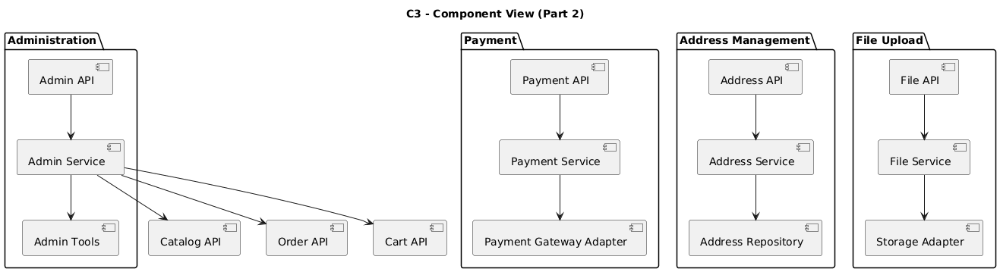 C3 - Component View (Part 2)
Administration
Payment
Address Management
File Upload
Admin API
Payment API
Address API
File API
Admin Service
Payment Service
Address Service
File Service
Admin Tools
Catalog API
Order API
Cart API
Payment Gateway Adapter
Address Repository
Storage Adapter